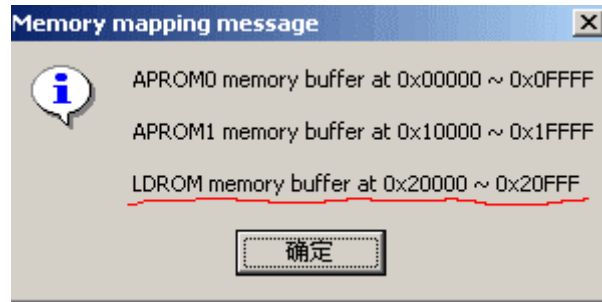 Memory mapping message
APROM0 memory buffer at 0x00000 ~ 0x0FFFF
APROM1 memory buffer at 0x10000 ~ 0x1FFFF
LDROM memory buffer at 0x20000 ~ 0x20FFF
确定